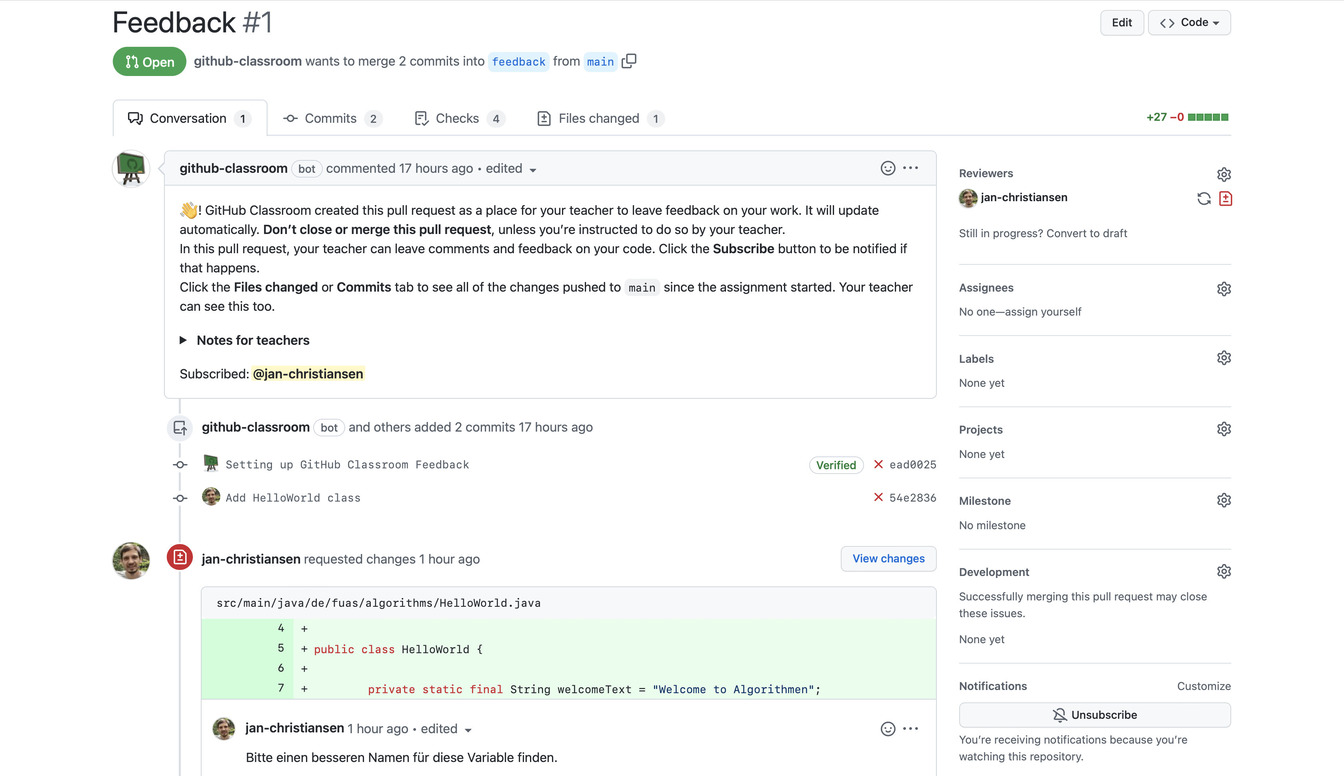 Feedback #1
Edit
Code
Open
github-classroom wants to merge 2 commits into feedback from main
Conversation 1
Commits 2
Checks 4
Files changed 1
+27 −0
github-classroom bot commented 17 hours ago • edited
👋! GitHub Classroom created this pull request as a place for your teacher to leave feedback on your work. It will update
automatically. Don’t close or merge this pull request, unless you’re instructed to do so by your teacher.
In this pull request, your teacher can leave comments and feedback on your code. Click the Subscribe button to be notified if
that happens.
Click the Files changed or Commits tab to see all of the changes pushed to main since the assignment started. Your teacher
can see this too.
Notes for teachers
Subscribed: @jan-christiansen
github-classroom bot and others added 2 commits 17 hours ago
Setting up GitHub Classroom Feedback
Verified
ead0025
Add HelloWorld class
54e2836
jan-christiansen requested changes 1 hour ago
View changes
src/main/java/de/fuas/algorithms/HelloWorld.java
4 +
5 + public class HelloWorld {
6 +
7 + private static final String welcomeText = "Welcome to Algorithmen";
jan-christiansen 1 hour ago • edited
Bitte einen besseren Namen für diese Variable finden.
Reviewers
jan-christiansen
Still in progress? Convert to draft
Assignees
No one—assign yourself
Labels
None yet
Projects
None yet
Milestone
No milestone
Development
Successfully merging this pull request may close
these issues.
None yet
Notifications
Customize
Unsubscribe
You’re receiving notifications because you’re
watching this repository.